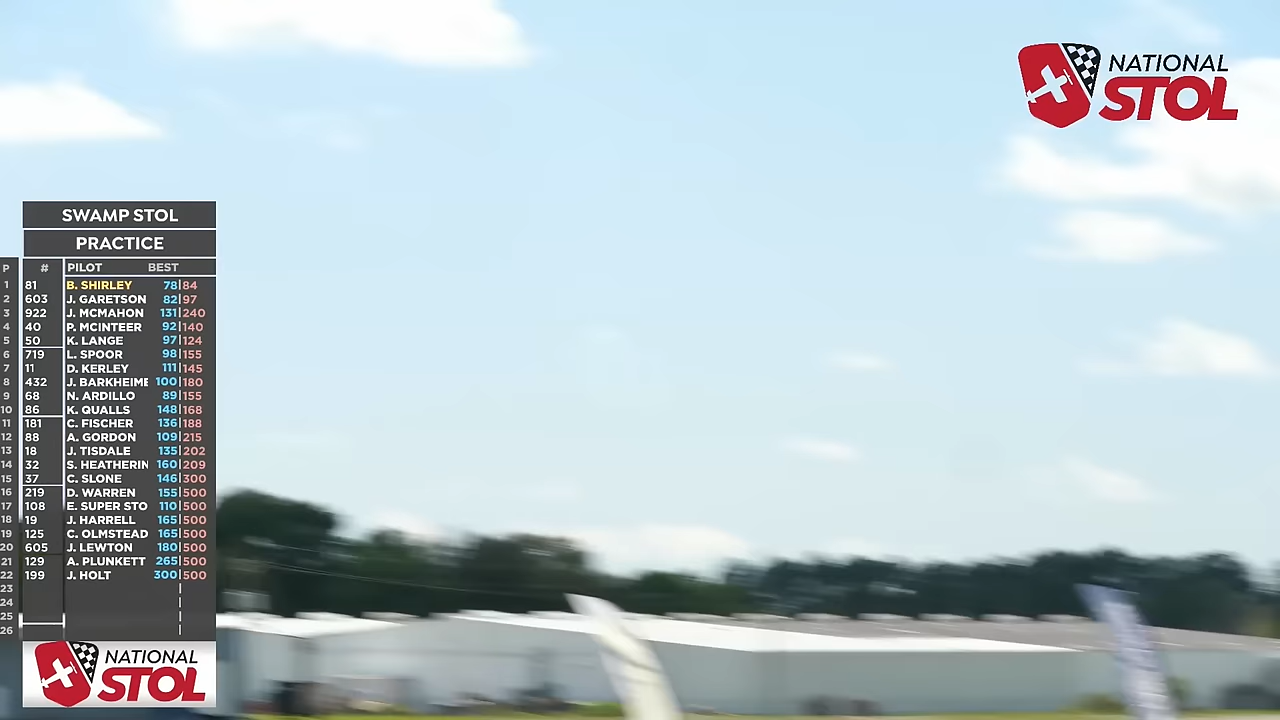 NATIONAL
STOL
SWAMP STOL
PRACTICE
P # PILOT BEST
1 81 B. SHIRLEY 78|84
2 603 J. GARETSON 82|97
3 922 J. MCMAHON 131|240
4 40 P. MCINTEER 92|140
5 50 K. LANGE 97|124
6 719 L. SPOOR 98|155
7 11 D. KERLEY 111|145
8 432 J. BARKHEIME 100|180
9 68 N. ARDILLO 89|155
10 86 K. QUALLS 148|168
11 181 C. FISCHER 136|188
12 88 A. GORDON 109|215
13 18 J. TISDALE 135|202
14 32 S. HEATHERIN 160|209
15 37 C. SLONE 146|300
16 219 D. WARREN 155|500
17 108 E. SUPER STO 110|500
18 19 J. HARRELL 165|500
19 125 C. OLMSTEAD 165|500
20 605 J. LEWTON 180|500
21 129 A. PLUNKETT 265|500
22 199 J. HOLT 300|500
23
24
25
26
NATIONAL
STOL